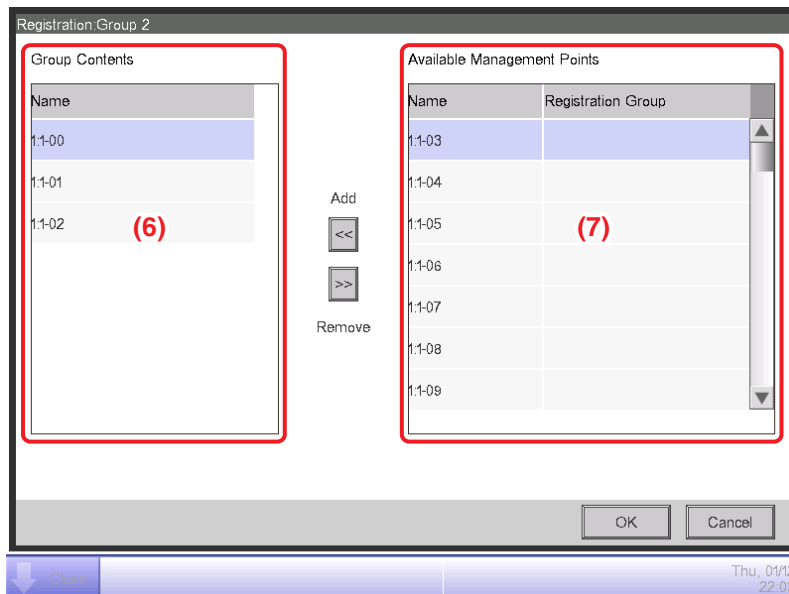 Registration:Group 2
Group Contents
Name
1:1-00
1:1-01
1:1-02
(6)
Add
<<
>>
Remove
Available Management Points
Name Registration Group
1:1-03
1:1-04
1:1-05
1:1-06
1:1-07
1:1-08
1:1-09
(7)
OK Cancel
Close
Thu, 01/12
22:0